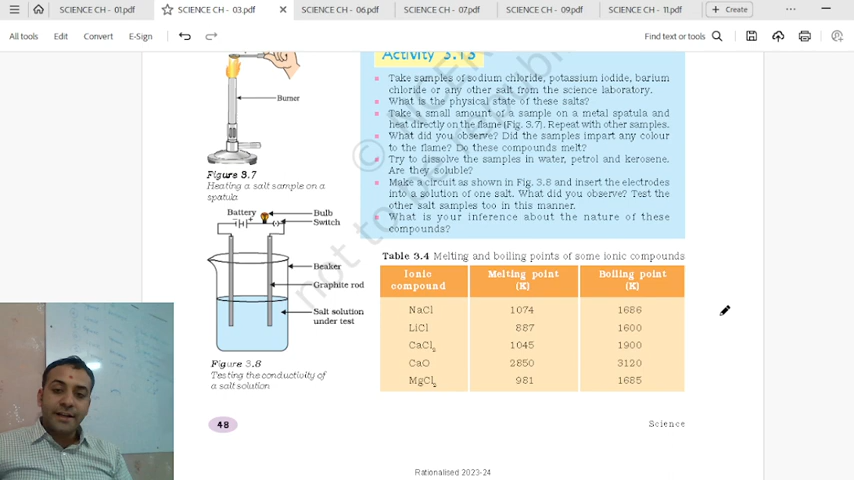 SCIENCE CH - 01.pdf
SCIENCE CH - 03.pdf
SCIENCE CH - 06.pdf
SCIENCE CH - 07.pdf
SCIENCE CH - 09.pdf
SCIENCE CH - 11.pdf
+ Create
All tools
Edit
Convert
E-Sign
Find text or tools
Burner
Figure 3.7
Heating a salt sample on a
spatula
Battery
Bulb
Switch
Beaker
Graphite rod
Salt solution
under test
Figure 3.8
Testing the conductivity of
a salt solution
Activity 3.13
Take samples of sodium chloride, potassium iodide, barium
chloride or any other salt from the science laboratory.
What is the physical state of these salts?
Take a small amount of a sample on a metal spatula and
heat directly on the flame (Fig. 3.7). Repeat with other samples.
What did you observe? Did the samples impart any colour
to the flame? Do these compounds melt?
Try to dissolve the samples in water, petrol and kerosene.
Are they soluble?
Make a circuit as shown in Fig. 3.8 and insert the electrodes
into a solution of one salt. What did you observe? Test the
other salt samples too in this manner.
What is your inference about the nature of these
compounds?
Table 3.4 Melting and boiling points of some ionic compounds
Ionic compound Melting point (K) Boiling point (K)
NaCl 1074 1686
LiCl 887 1600
CaCl₂ 1045 1900
CaO 2850 3120
MgCl₂ 981 1685
48
Science
Rationalised 2023-24
not to be